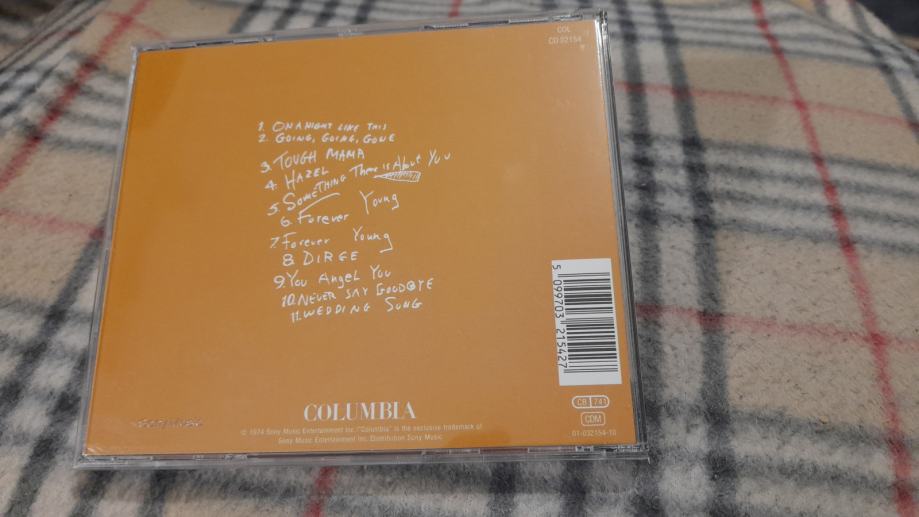 COL
CD 32154
1. ON A NIGHT LIKE THIS
2. GOING, GOING, GONE
3. TOUGH MAMA
4. HAZEL
5. SOMETHING There is About You
6. Forever Young
7. Forever Young
8. DIRGE
9. You Angel You
10. NEVER SAY GOODBYE
11. WEDDING SONG
5 099703 215427
COLUMBIA
CB 741
CDM
01-032154-10
© 1974 Sony Music Entertainment Inc./"Columbia" is the exclusive trademark of
Sony Music Entertainment Inc. Distribution Sony Music